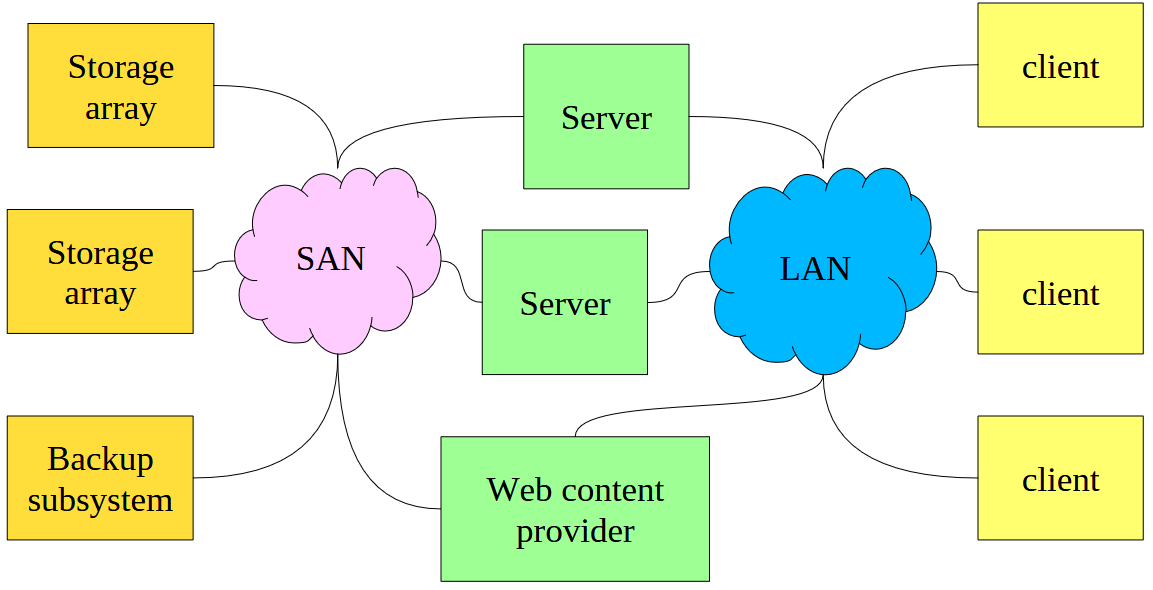 Storage
array
Server
client
Storage
array
SAN
Server
LAN
client
Backup
subsystem
Web content
provider
client